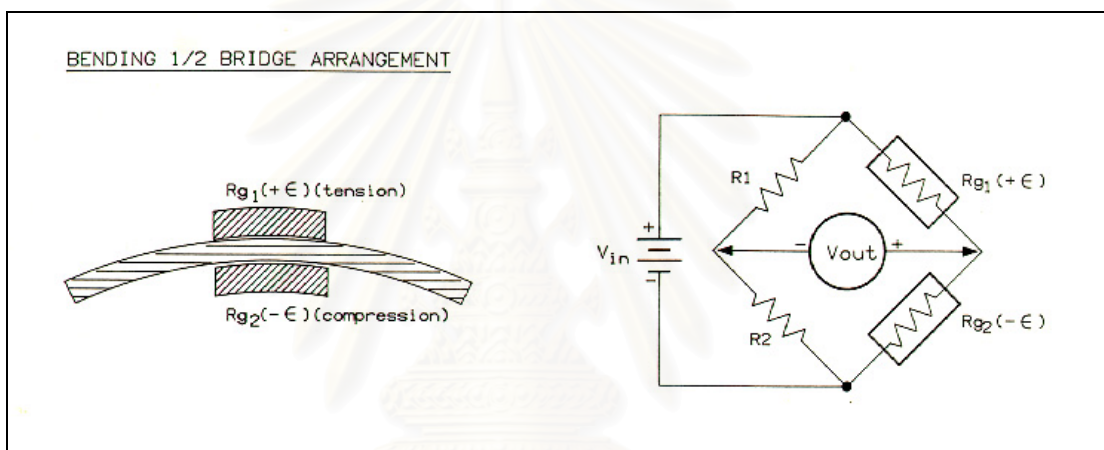 BENDING 1/2 BRIDGE ARRANGEMENT
Rg1(+ϵ)(tension)
Rg2(-ϵ)(compression)
R1
Rg1(+ϵ)
+
Vin
-
- Vout +
R2
Rg2(-ϵ)